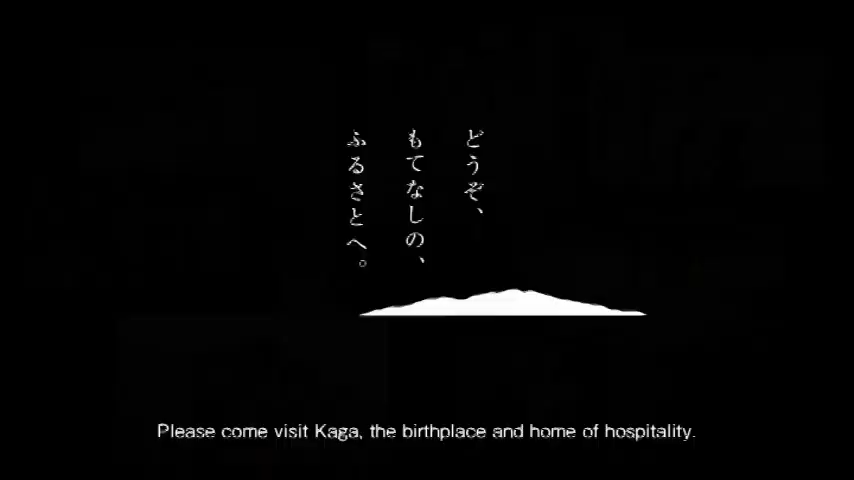 どうぞ、
もてなしの、
ふるさとへ。
Please come visit Kaga, the birthplace and home of hospitality.